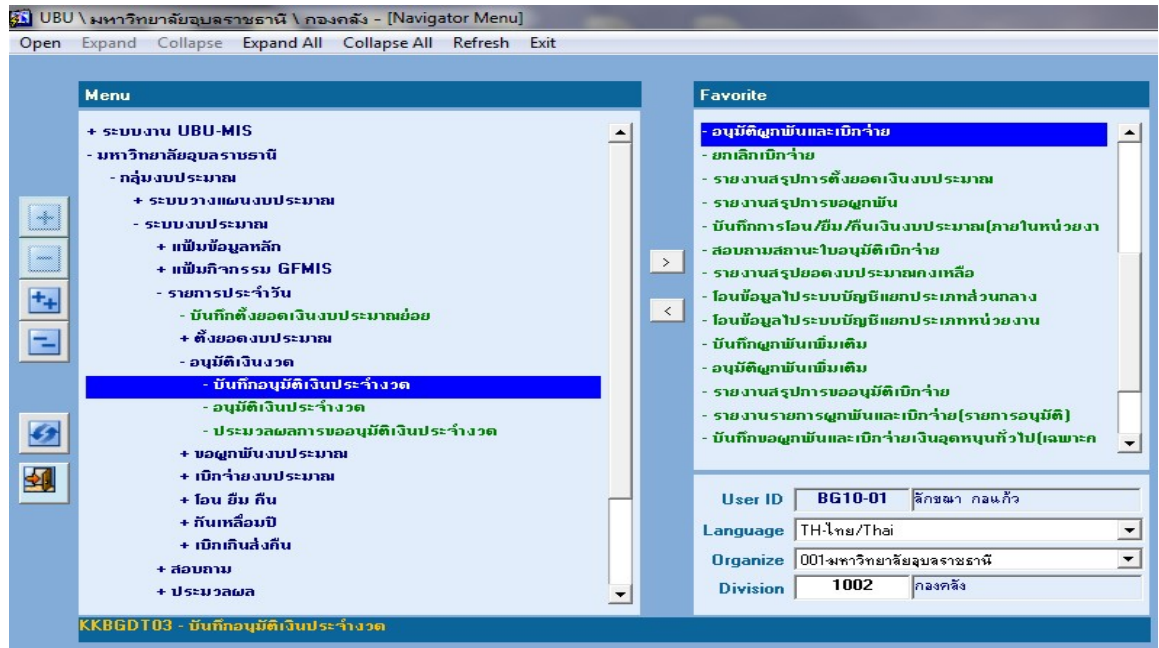 UBU \ มหาวิทยาลัยอุบลราชธานี \ กองคลัง - [Navigator Menu]
Open Expand Collapse Expand All Collapse All Refresh Exit
Menu
+ ระบบงาน UBU-MIS
- มหาวิทยาลัยอุบลราชธานี
- กลุ่มงบประมาณ
+ ระบบวางแผนงบประมาณ
- ระบบงบประมาณ
+ แฟ้มข้อมูลหลัก
+ แฟ้มกิจกรรม GFMIS
- รายการประจำวัน
- บันทึกตั้งยอดเงินงบประมาณย่อย
+ ตั้งยอดงบประมาณ
- อนุมัติเงินงวด
- บันทึกอนุมัติเงินประจำงวด
- อนุมัติเงินประจำงวด
- ประมวลผลการขออนุมัติเงินประจำงวด
+ ขอผูกพันงบประมาณ
+ เบิกจ่ายงบประมาณ
+ โอน ยืม คืน
+ กันเหลื่อมปี
+ เบิกเกินส่งคืน
+ สอบถาม
+ ประมวลผล
KKBGDT03 - บันทึกอนุมัติเงินประจำงวด
>
<
Favorite
- อนุมัติผูกพันและเบิกจ่าย
- ยกเลิกเบิกจ่าย
- รายงานสรุปการตั้งยอดเงินงบประมาณ
- รายงานสรุปการขอผูกพัน
- บันทึกการโอน/ยืม/คืนเงินงบประมาณ(ภายในหน่วยงา
- สอบถามสถานะใบอนุมัติเบิกจ่าย
- รายงานสรุปยอดงบประมาณคงเหลือ
- โอนข้อมูลไประบบบัญชีแยกประเภทส่วนกลาง
- โอนข้อมูลไประบบบัญชีแยกประเภทหน่วยงาน
- บันทึกผูกพันเพิ่มเติม
- อนุมัติผูกพันเพิ่มเติม
- รายงานสรุปการขออนุมัติเบิกจ่าย
- รายงานรายการผูกพันและเบิกจ่าย(รายการอนุมัติ)
- บันทึกขอผูกพันและเบิกจ่ายเงินอุดหนุนทั่วไป(เฉพาะค
User ID BG10-01 ลักขณา กอแก้ว
Language TH-ไทย/Thai
Organize 001-มหาวิทยาลัยอุบลราชธานี
Division 1002 กองคลัง